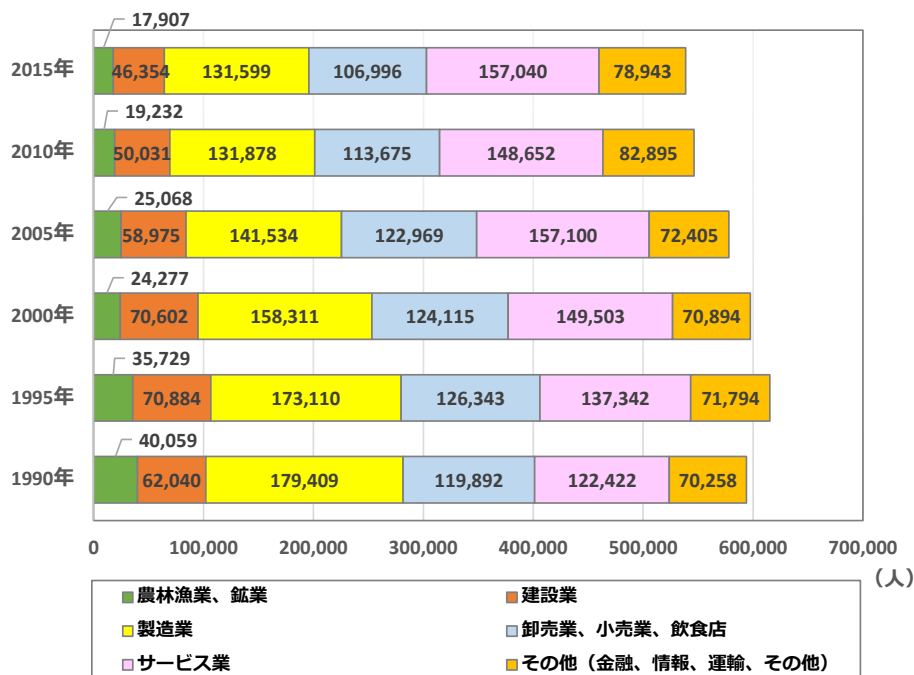 17,907
2015年 46,354 131,599 106,996 157,040 78,943
19,232
2010年 50,031 131,878 113,675 148,652 82,895
25,068
2005年 58,975 141,534 122,969 157,100 72,405
24,277
2000年 70,602 158,311 124,115 149,503 70,894
35,729
1995年 70,884 173,110 126,343 137,342 71,794
40,059
1990年 62,040 179,409 119,892 122,422 70,258
0 100,000 200,000 300,000 400,000 500,000 600,000 700,000
（人）
農林漁業、鉱業 建設業
製造業 卸売業、小売業、飲食店
サービス業 その他（金融、情報、運輸、その他）